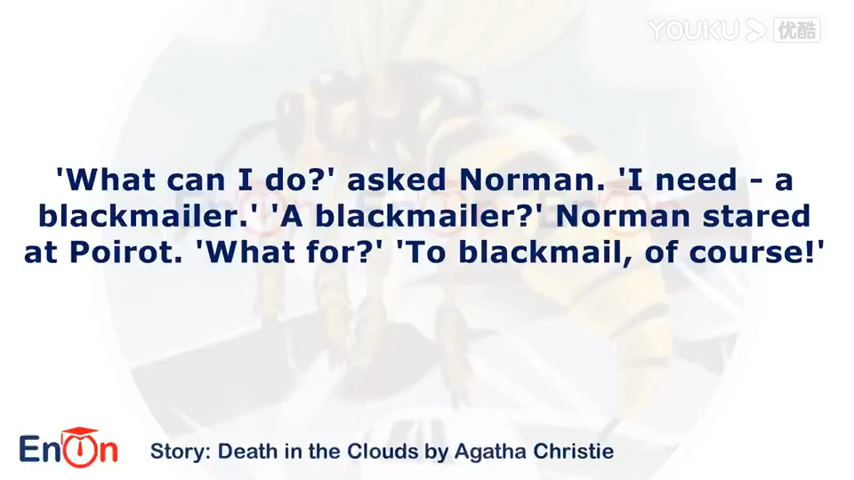 YOUKU 优酷
'What can I do?' asked Norman. 'I need - a
blackmailer.' 'A blackmailer?' Norman stared
at Poirot. 'What for?' 'To blackmail, of course!'
EnOn
Story: Death in the Clouds by Agatha Christie